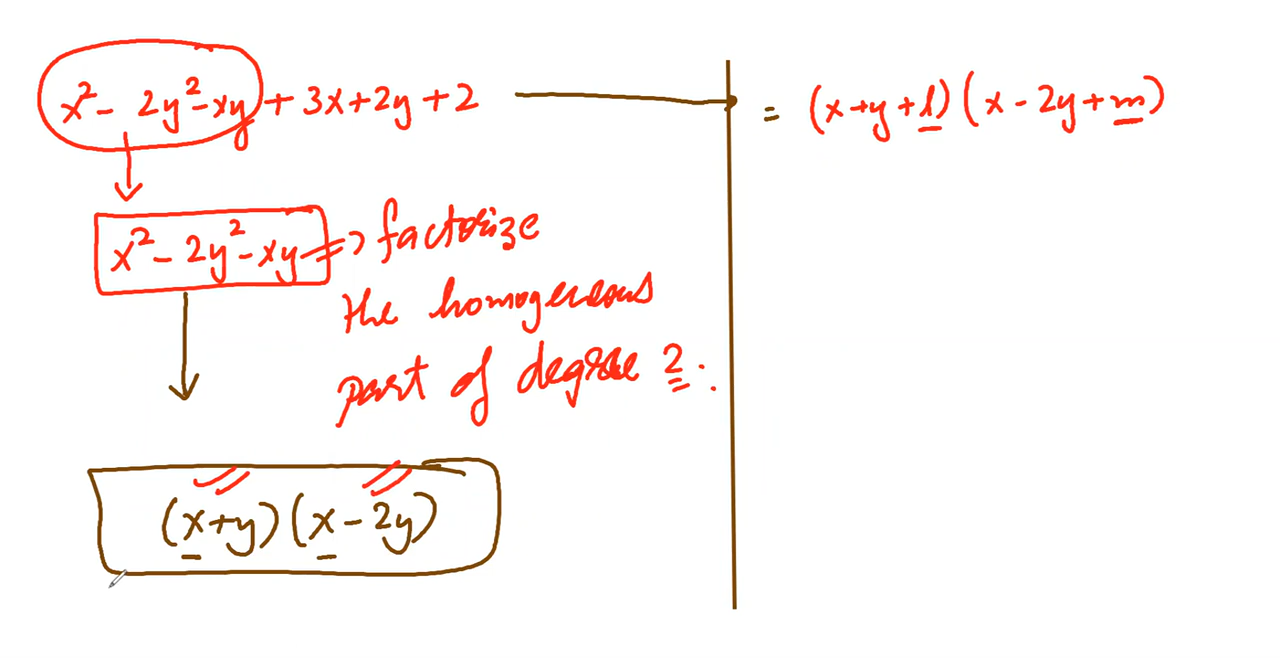 x² - 2y² - xy + 3x + 2y + 2
= (x + y + l) (x - 2y + m)
x² - 2y² - xy => factorize
the homogeneous
part of degree 2.
(x + y) (x - 2y)